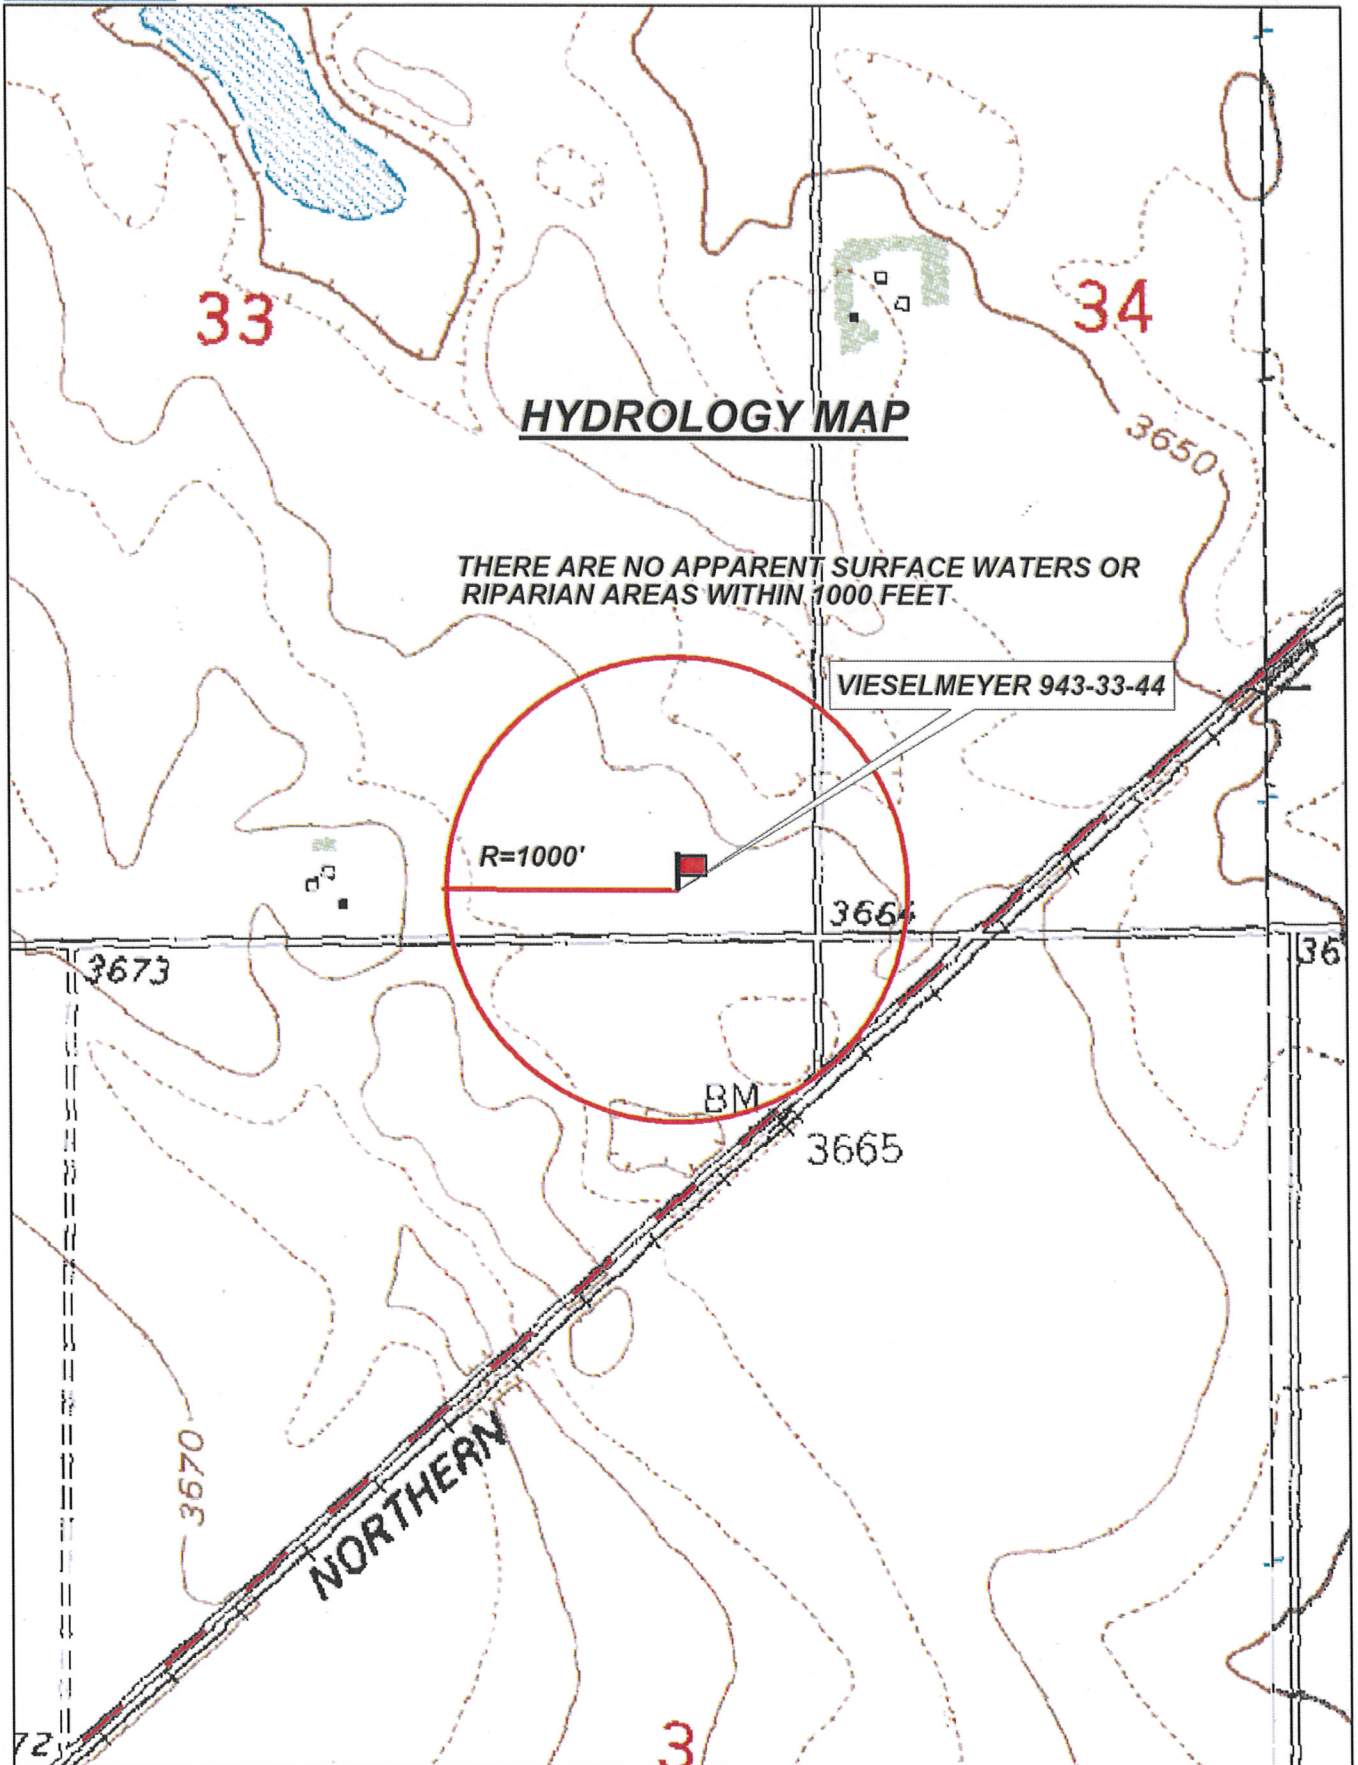 33
34
HYDROLOGY MAP
3650
THERE ARE NO APPARENT SURFACE WATERS OR
RIPARIAN AREAS WITHIN 1000 FEET
VIESELMEYER 943-33-44
R=1000'
3664
3673
36
BM
3665
3670
NORTHERN
72
3